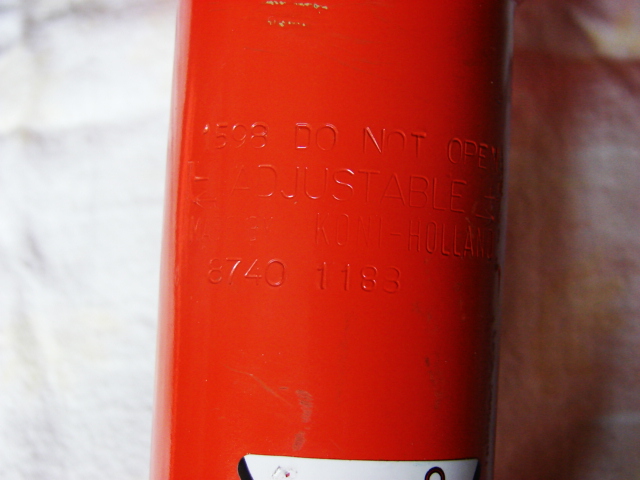 1598 DO NOT OPEN
ADJUSTABLE
KONI-HOLLAND
8740 1183